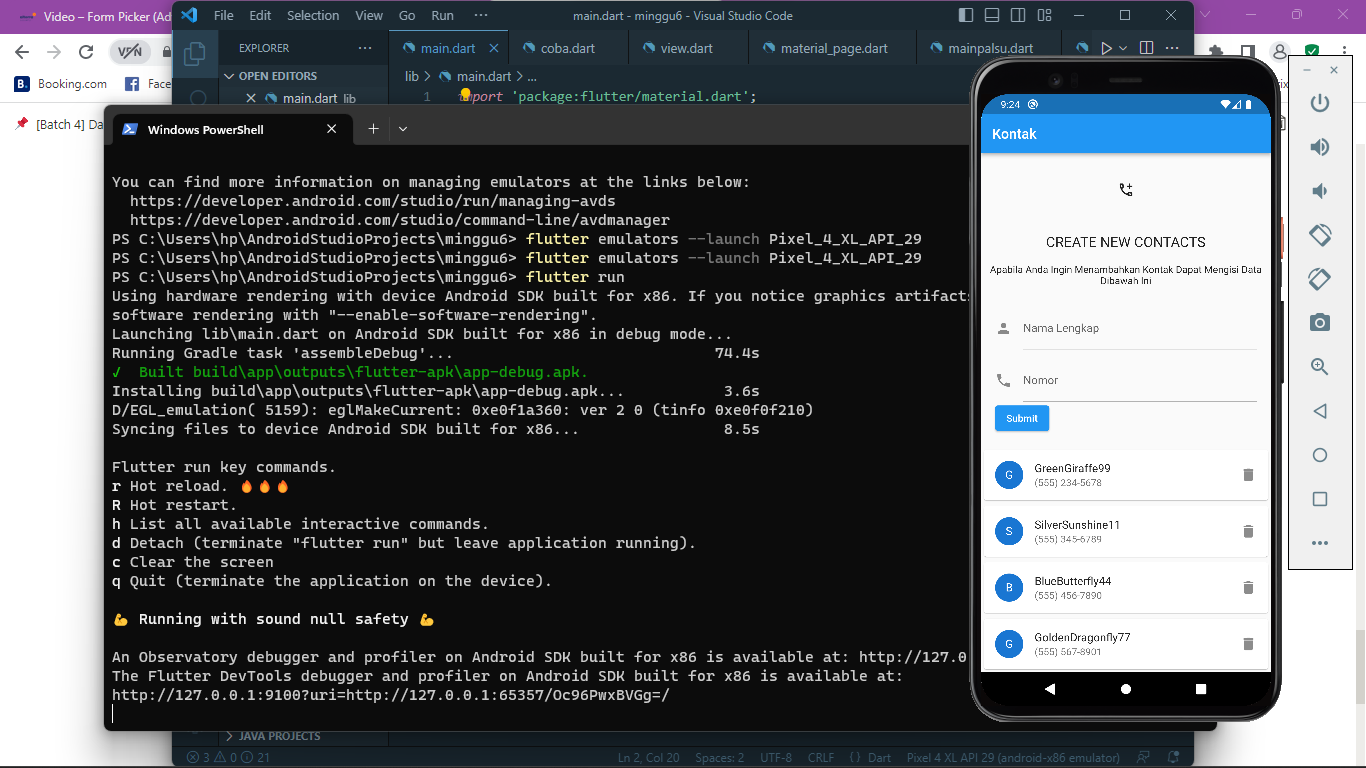 Video – Form Picker (Ad
File Edit Selection View Go Run ···
main.dart - minggu6 - Visual Studio Code
VPN
EXPLORER
main.dart
coba.dart
view.dart
material_page.dart
mainpalsu.dart
Booking.com
Face
OPEN EDITORS
main.dart lib
lib > main.dart > ...
1 import 'package:flutter/material.dart';
[Batch 4] Da
Windows PowerShell
You can find more information on managing emulators at the links below:
https://developer.android.com/studio/run/managing-avds
https://developer.android.com/studio/command-line/avdmanager
PS C:\Users\hp\AndroidStudioProjects\minggu6> flutter emulators --launch Pixel_4_XL_API_29
PS C:\Users\hp\AndroidStudioProjects\minggu6> flutter emulators --launch Pixel_4_XL_API_29
PS C:\Users\hp\AndroidStudioProjects\minggu6> flutter run
Using hardware rendering with device Android SDK built for x86. If you notice graphics artifacts
software rendering with "--enable-software-rendering".
Launching lib\main.dart on Android SDK built for x86 in debug mode...
Running Gradle task 'assembleDebug'... 74.4s
✓ Built build\app\outputs\flutter-apk\app-debug.apk.
Installing build\app\outputs\flutter-apk\app-debug.apk... 3.6s
D/EGL_emulation( 5159): eglMakeCurrent: 0xe0f1a360: ver 2 0 (tinfo 0xe0f0f210)
Syncing files to device Android SDK built for x86... 8.5s
Flutter run key commands.
r Hot reload. 🔥🔥🔥
R Hot restart.
h List all available interactive commands.
d Detach (terminate "flutter run" but leave application running).
c Clear the screen
q Quit (terminate the application on the device).
💪 Running with sound null safety 💪
An Observatory debugger and profiler on Android SDK built for x86 is available at: http://127.0
The Flutter DevTools debugger and profiler on Android SDK built for x86 is available at:
http://127.0.0.1:9100?uri=http://127.0.0.1:65357/Oc96PwxBVGg=/
JAVA PROJECTS
3 0 21
Ln 2, Col 20 Spaces: 2 UTF-8 CRLF {} Dart Pixel 4 XL API 29 (android-x86 emulator)
9:24
Kontak
CREATE NEW CONTACTS
Apabila Anda Ingin Menambahkan Kontak Dapat Mengisi Data
Dibawah Ini
Nama Lengkap
Nomor
Submit
G GreenGiraffe99
(555) 234-5678
S SilverSunshine11
(555) 345-6789
B BlueButterfly44
(555) 456-7890
G GoldenDragonfly77
(555) 567-8901